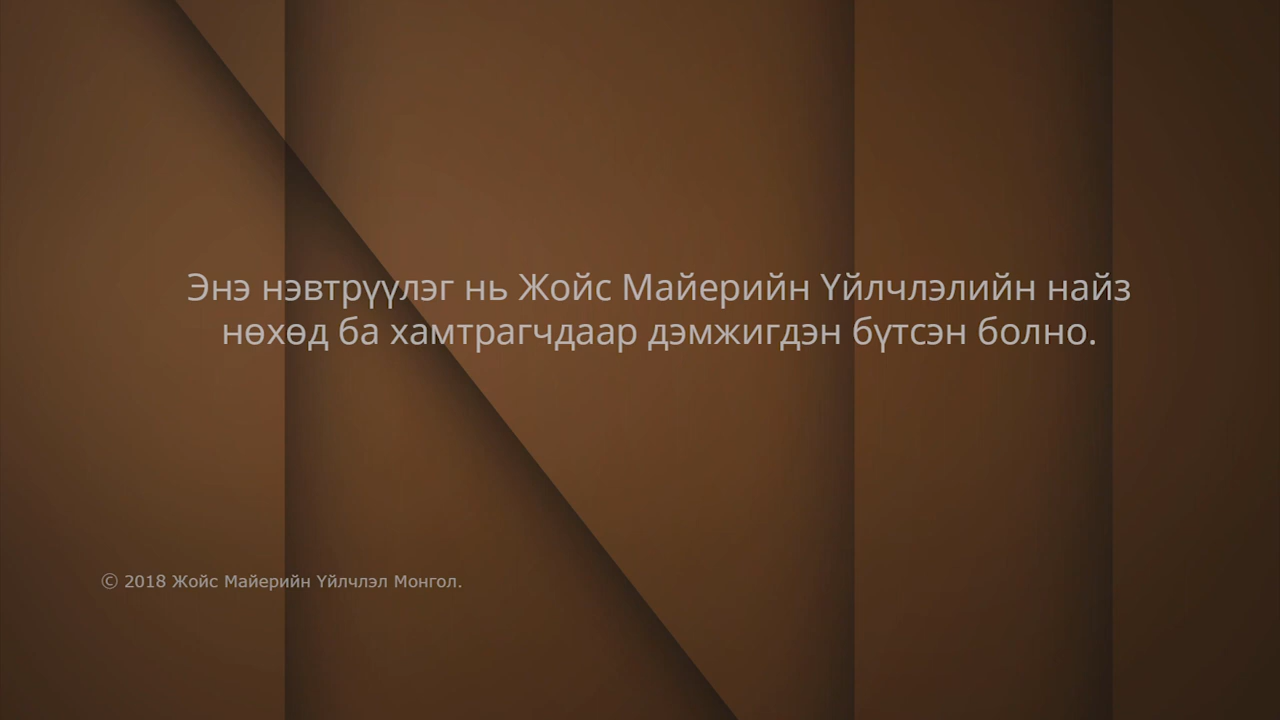 Энэ нэвтрүүлэг нь Жойс Майерийн Үйлчлэлийн найз
нөхөд ба хамтрагчдаар дэмжигдэн бүтсэн болно.
© 2018 Жойс Майерийн Үйлчлэл Монгол.